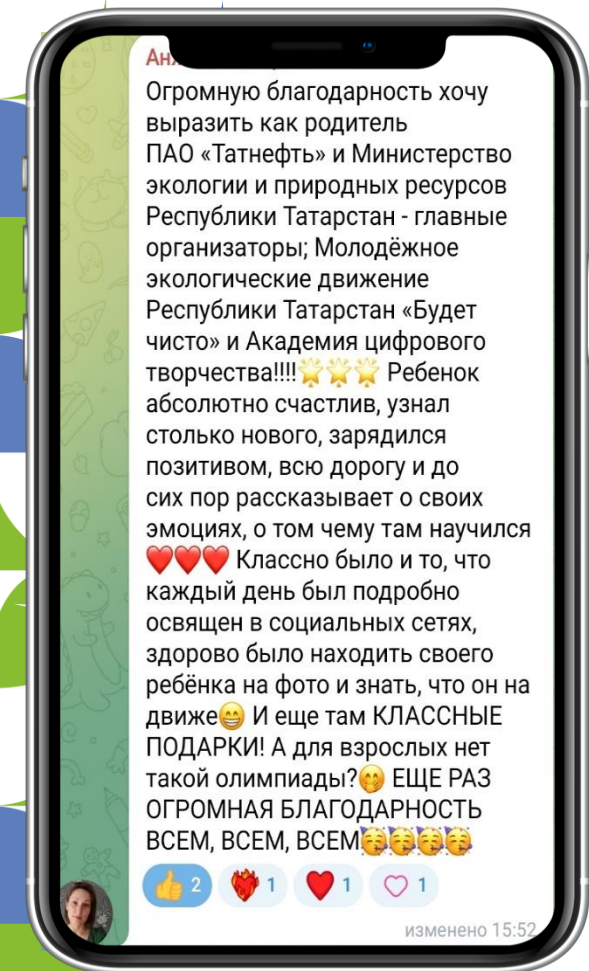 Огромную благодарность хочу
выразить как родитель
ПАО «Татнефть» и Министерство
экологии и природных ресурсов
Республики Татарстан - главные
организаторы; Молодёжное
экологические движение
Республики Татарстан «Будет
чисто» и Академия цифрового
творчества!!!!🌟🌟🌟 Ребенок
абсолютно счастлив, узнал
столько нового, зарядился
позитивом, всю дорогу и до
сих пор рассказывает о своих
эмоциях, о том чему там научился
❤️❤️❤️ Классно было и то, что
каждый день был подробно
освящен в социальных сетях,
здорово было находить своего
ребёнка на фото и знать, что он на
движе😁 И еще там КЛАССНЫЕ
ПОДАРКИ! А для взрослых нет
такой олимпиады?🤭 ЕЩЕ РАЗ
ОГРОМНАЯ БЛАГОДАРНОСТЬ
ВСЕМ, ВСЕМ, ВСЕМ🥳🥳🥳🥳
👍 2 ❤️‍🔥 1 ❤️ 1 🩷 1
изменено 15:52